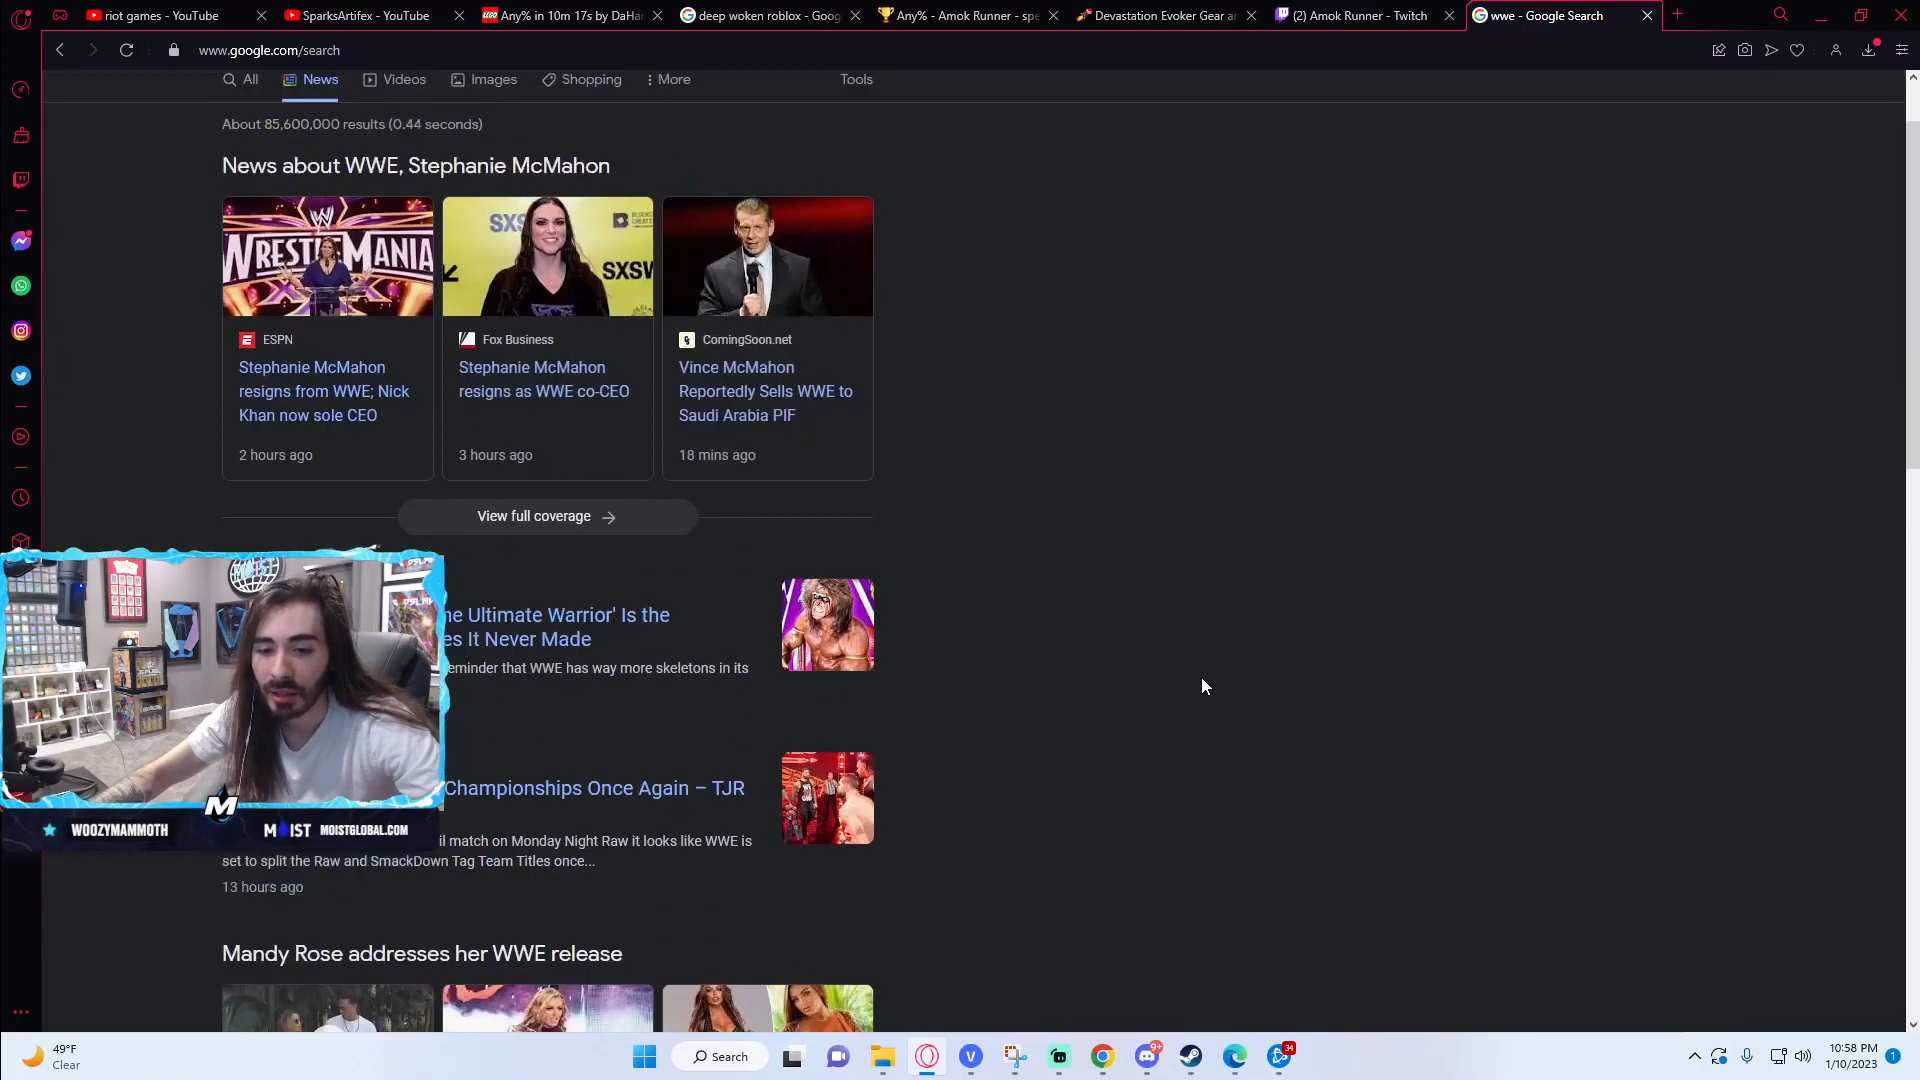 riot games - YouTube
SparksArtifex - YouTube
LEGO
Any% in 10m 17s by DaHa
deep woken roblox - Goog
Any% - Amok Runner - spe
Devastation Evoker Gear a
(2) Amok Runner - Twitch
wwe - Google Search
www.google.com/search
All
News
Videos
Images
Shopping
More
Tools
About 85,600,000 results (0.44 seconds)
News about WWE, Stephanie McMahon
WRESTLEMANIA
SXS
SXSW
ESPN
Stephanie McMahon
resigns from WWE; Nick
Khan now sole CEO
2 hours ago
Fox Business
Stephanie McMahon
resigns as WWE co-CEO
3 hours ago
ComingSoon.net
Vince McMahon
Reportedly Sells WWE to
Saudi Arabia PIF
18 mins ago
View full coverage
ne Ultimate Warrior' Is the
es It Never Made
eminder that WWE has way more skeletons in its
Championships Once Again – TJR
il match on Monday Night Raw it looks like WWE is
set to split the Raw and SmackDown Tag Team Titles once...
13 hours ago
MOIST
M
WOOZYMAMMOTH
MOIST
MOISTGLOBAL.COM
Mandy Rose addresses her WWE release
49°F
Clear
Search
V
9+
34
10:58 PM
1/10/2023
1